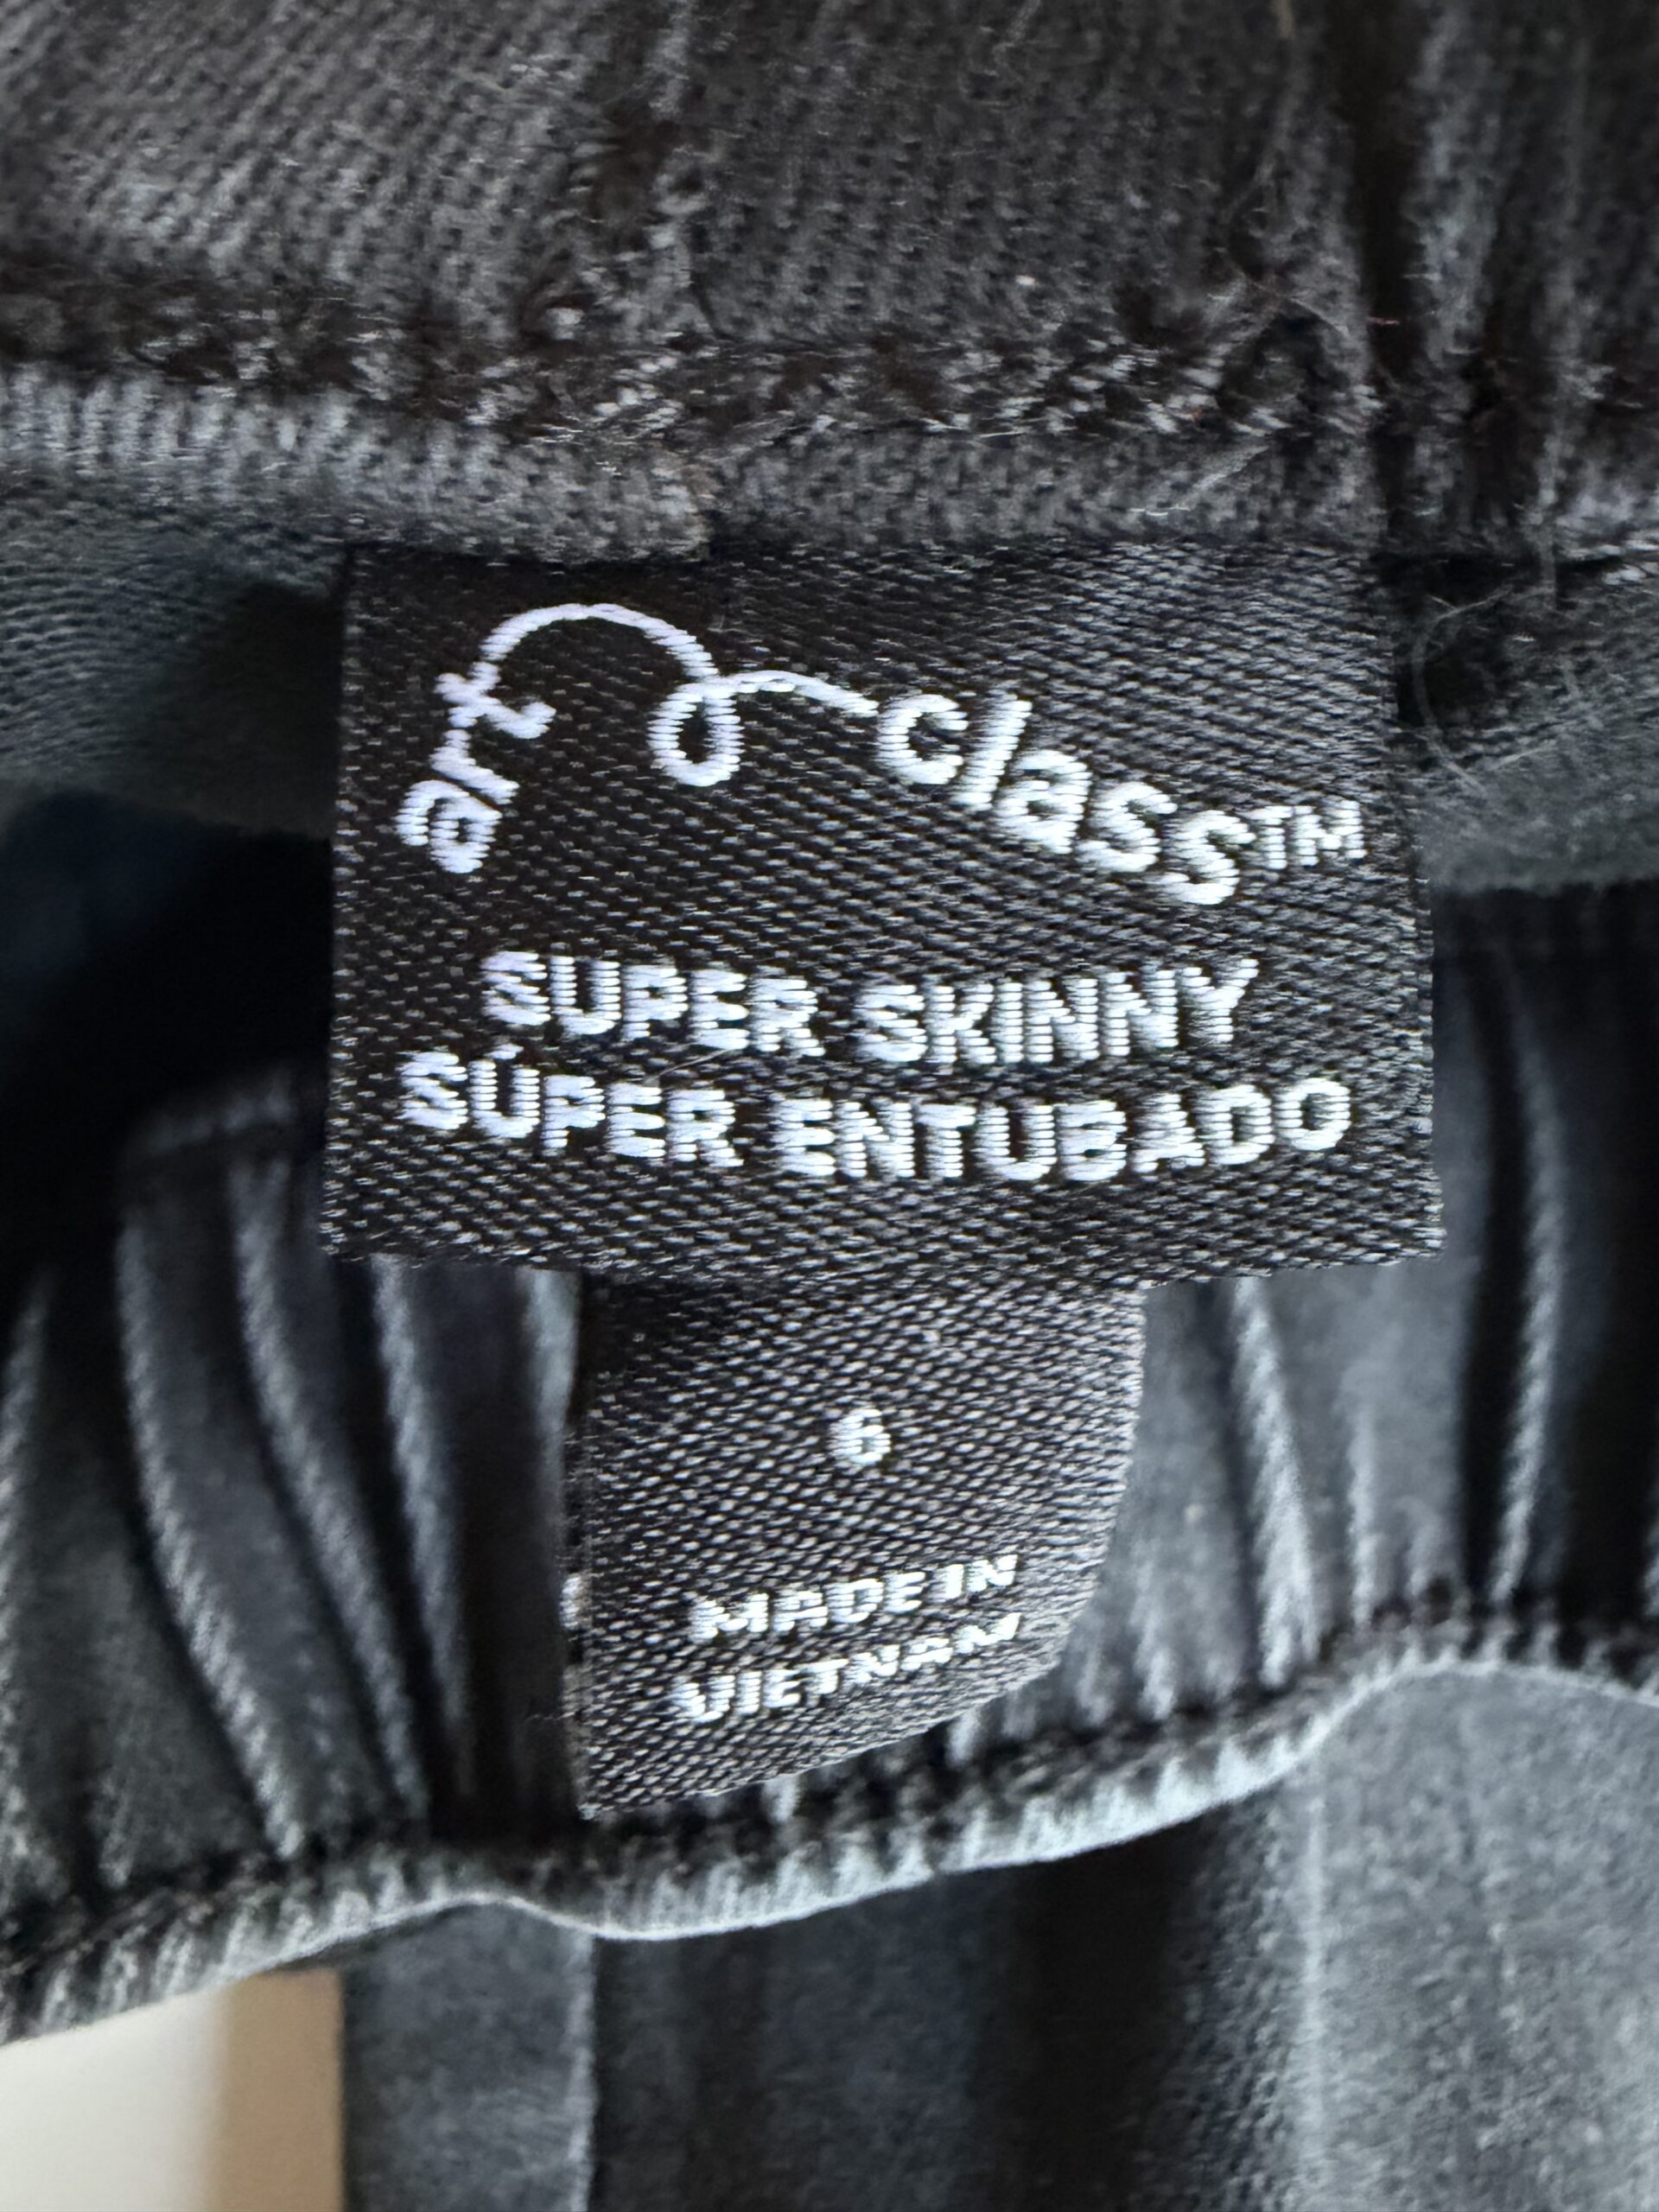 art class™
SUPER SKINNY
SÚPER ENTUBADO
6
MADE IN
VIETNAM